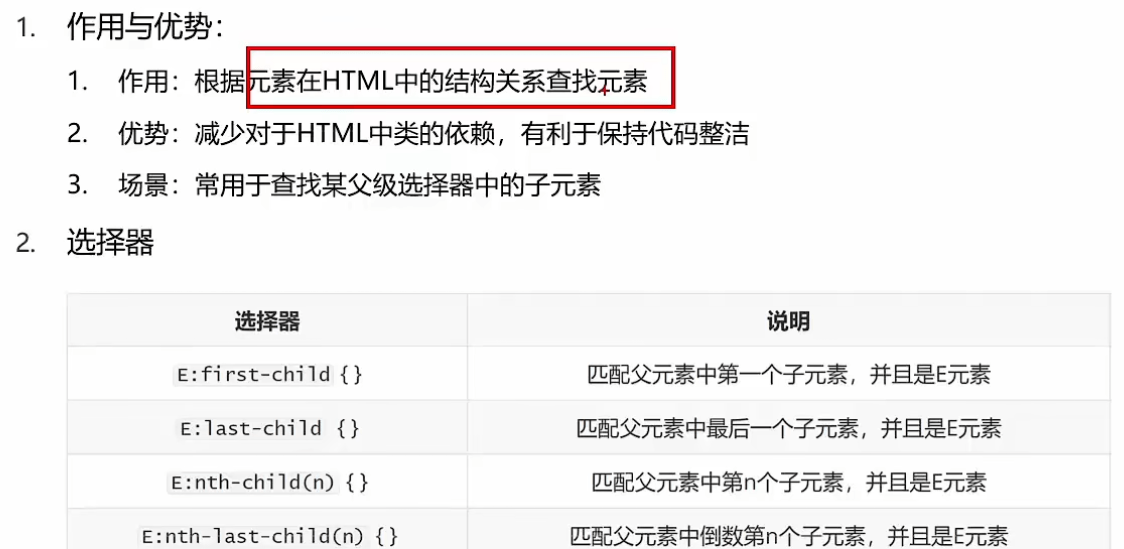 1. 作用与优势：
1. 作用：根据元素在HTML中的结构关系查找元素
2. 优势：减少对于HTML中类的依赖，有利于保持代码整洁
3. 场景：常用于查找某父级选择器中的子元素
2. 选择器
选择器 说明
E:first-child {} 匹配父元素中第一个子元素，并且是E元素
E:last-child {} 匹配父元素中最后一个子元素，并且是E元素
E:nth-child(n) {} 匹配父元素中第n个子元素，并且是E元素
E:nth-last-child(n) {} 匹配父元素中倒数第n个子元素，并且是E元素